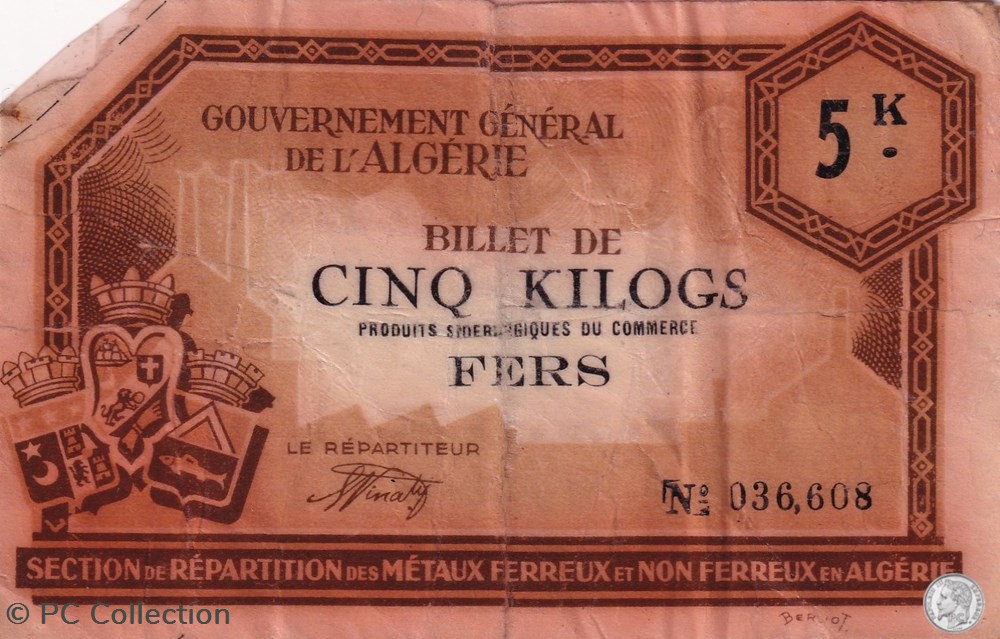 GOUVERNEMENT GÉNÉRAL
DE L'ALGÉRIE
5 K.
BILLET DE
CINQ KILOGS
PRODUITS SIDERURGIQUES DU COMMERCE
FERS
LE RÉPARTITEUR
Nº 036,608
SECTION DE RÉPARTITION DES MÉTAUX FERREUX ET NON FERREUX EN ALGÉRIE
© PC Collection